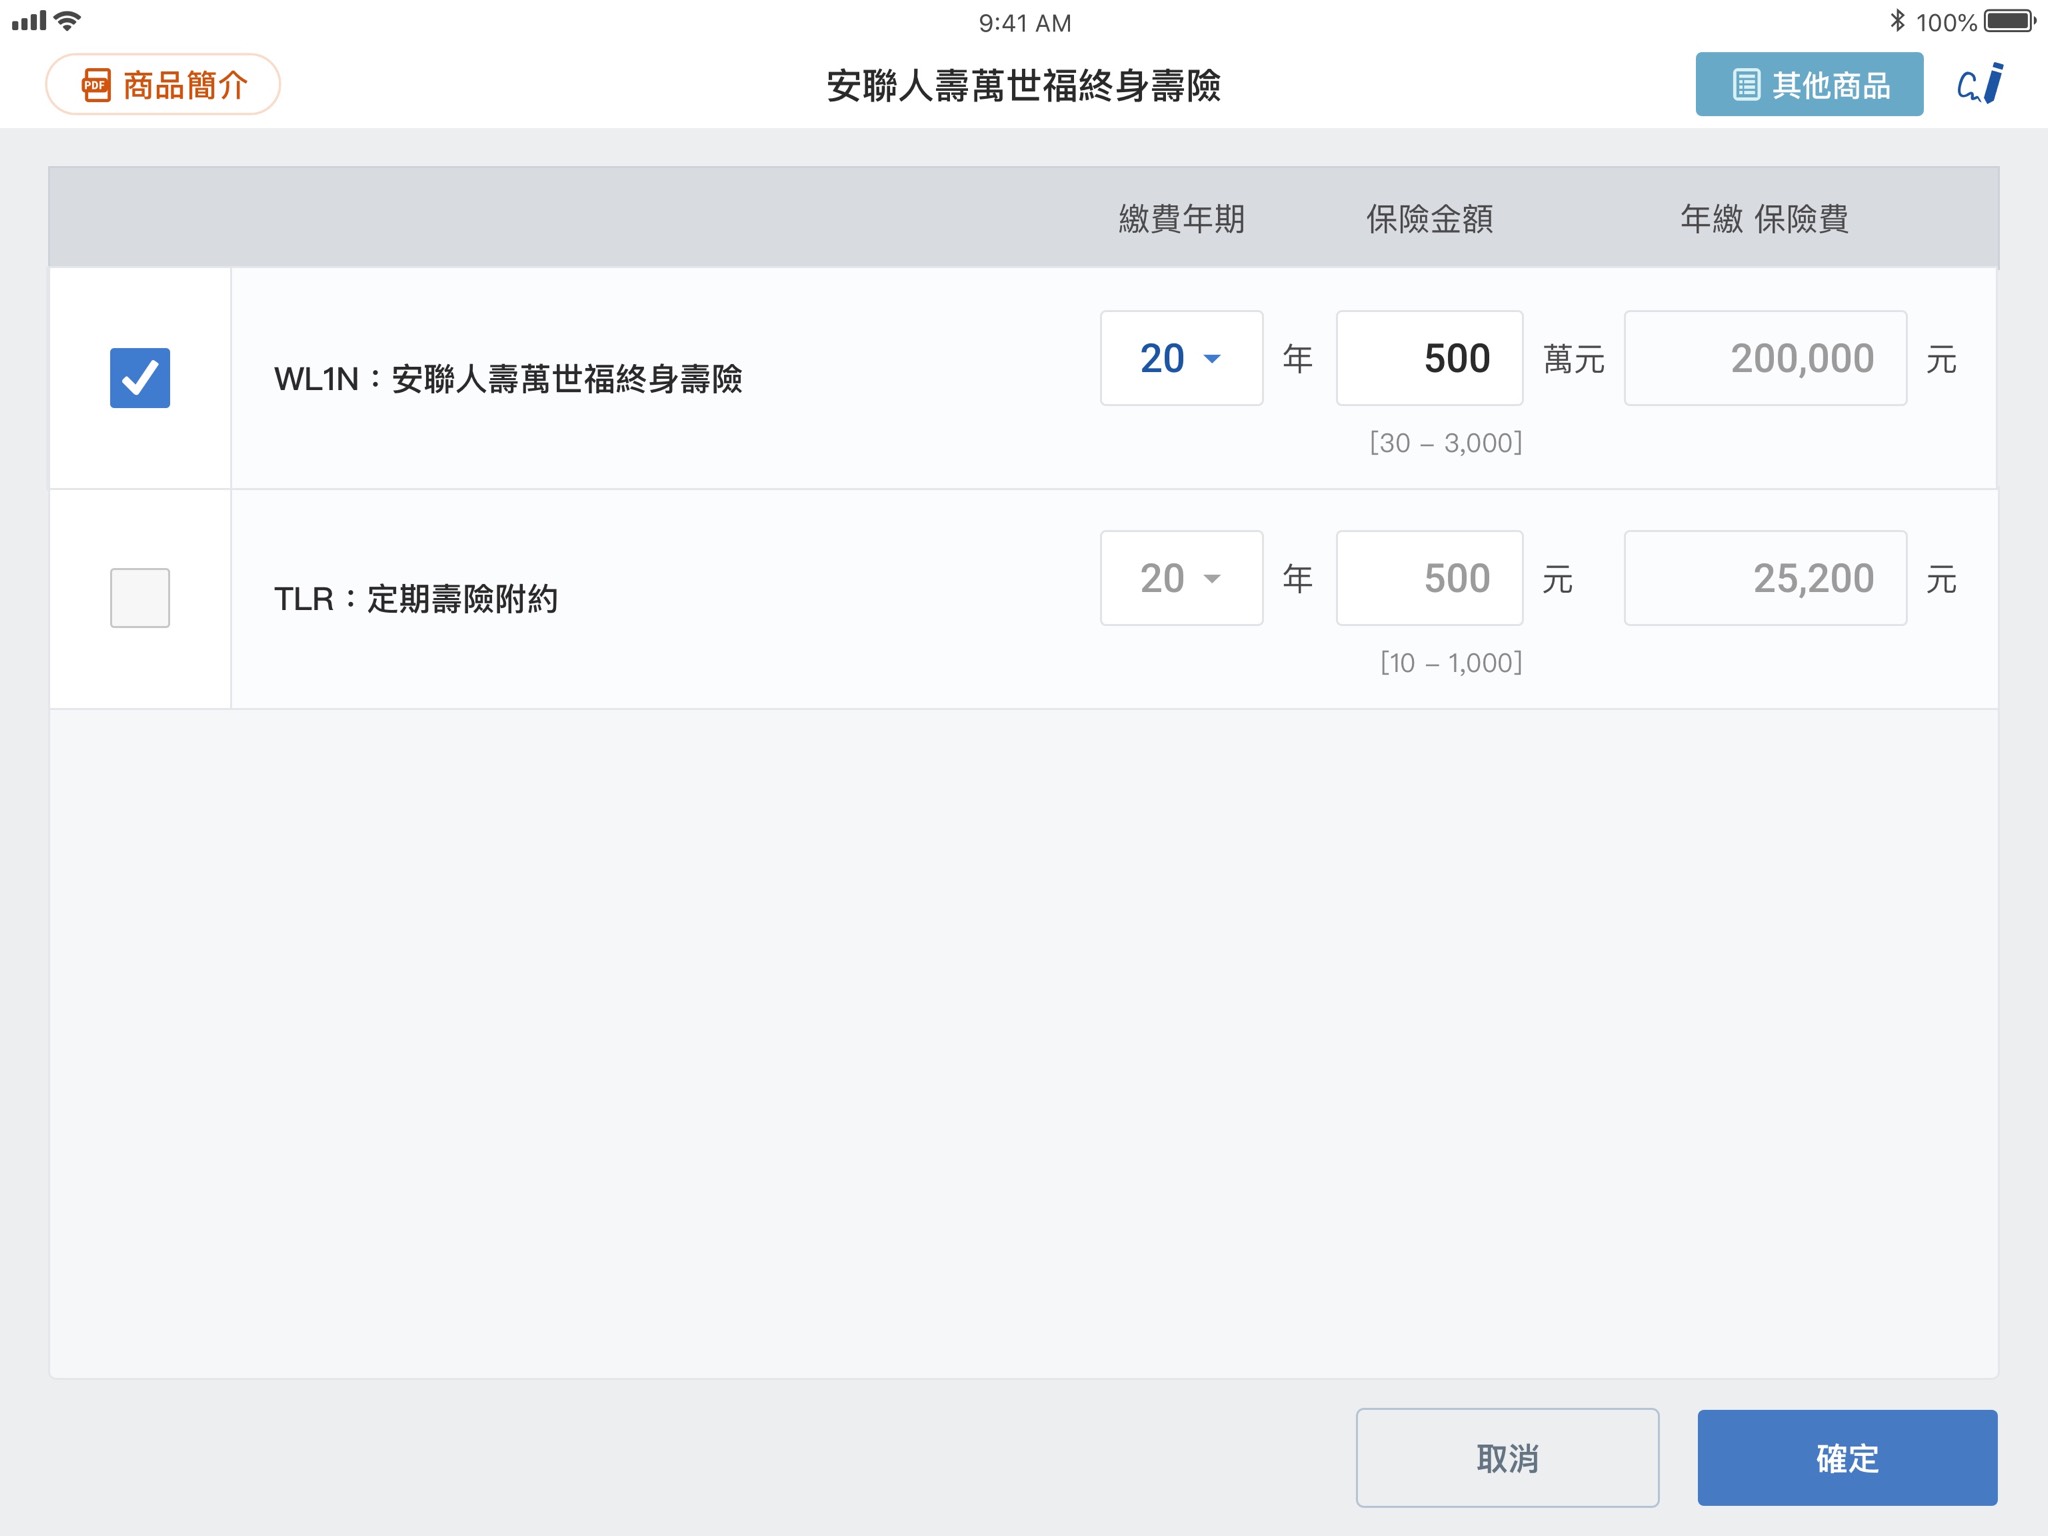 9:41 AM
100%
PDF 商品簡介
安聯人壽萬世福終身壽險
其他商品
繳費年期 保險金額 年繳 保險費
WL1N：安聯人壽萬世福終身壽險 20 年 500 萬元 200,000 元
[30 – 3,000]
TLR：定期壽險附約 20 年 500 元 25,200 元
[10 – 1,000]
取消 確定